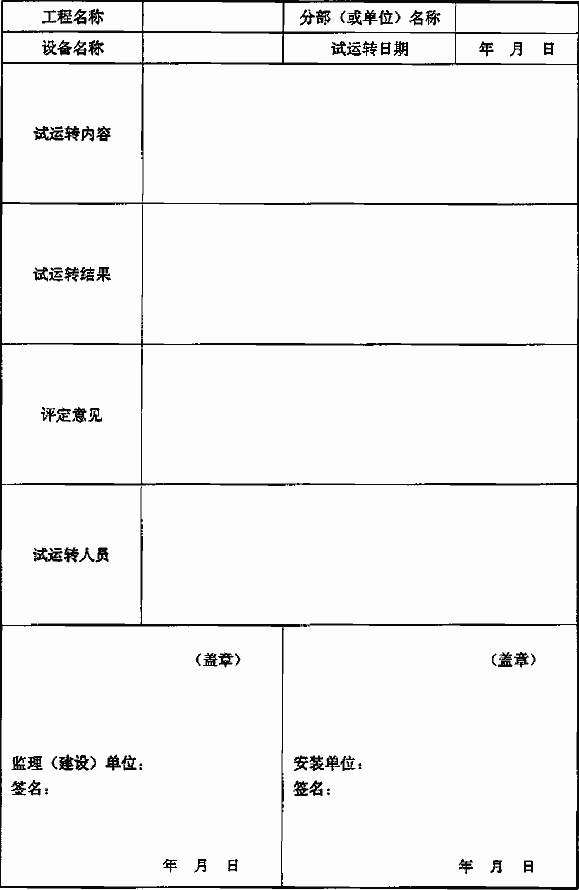 工程名称 分部（或单位）名称
设备名称 试运转日期 年 月 日
试运转内容
试运转结果
评定意见
试运转人员
（盖章） （盖章）
监理（建设）单位： 安装单位：
签名： 签名：
年 月 日 年 月 日